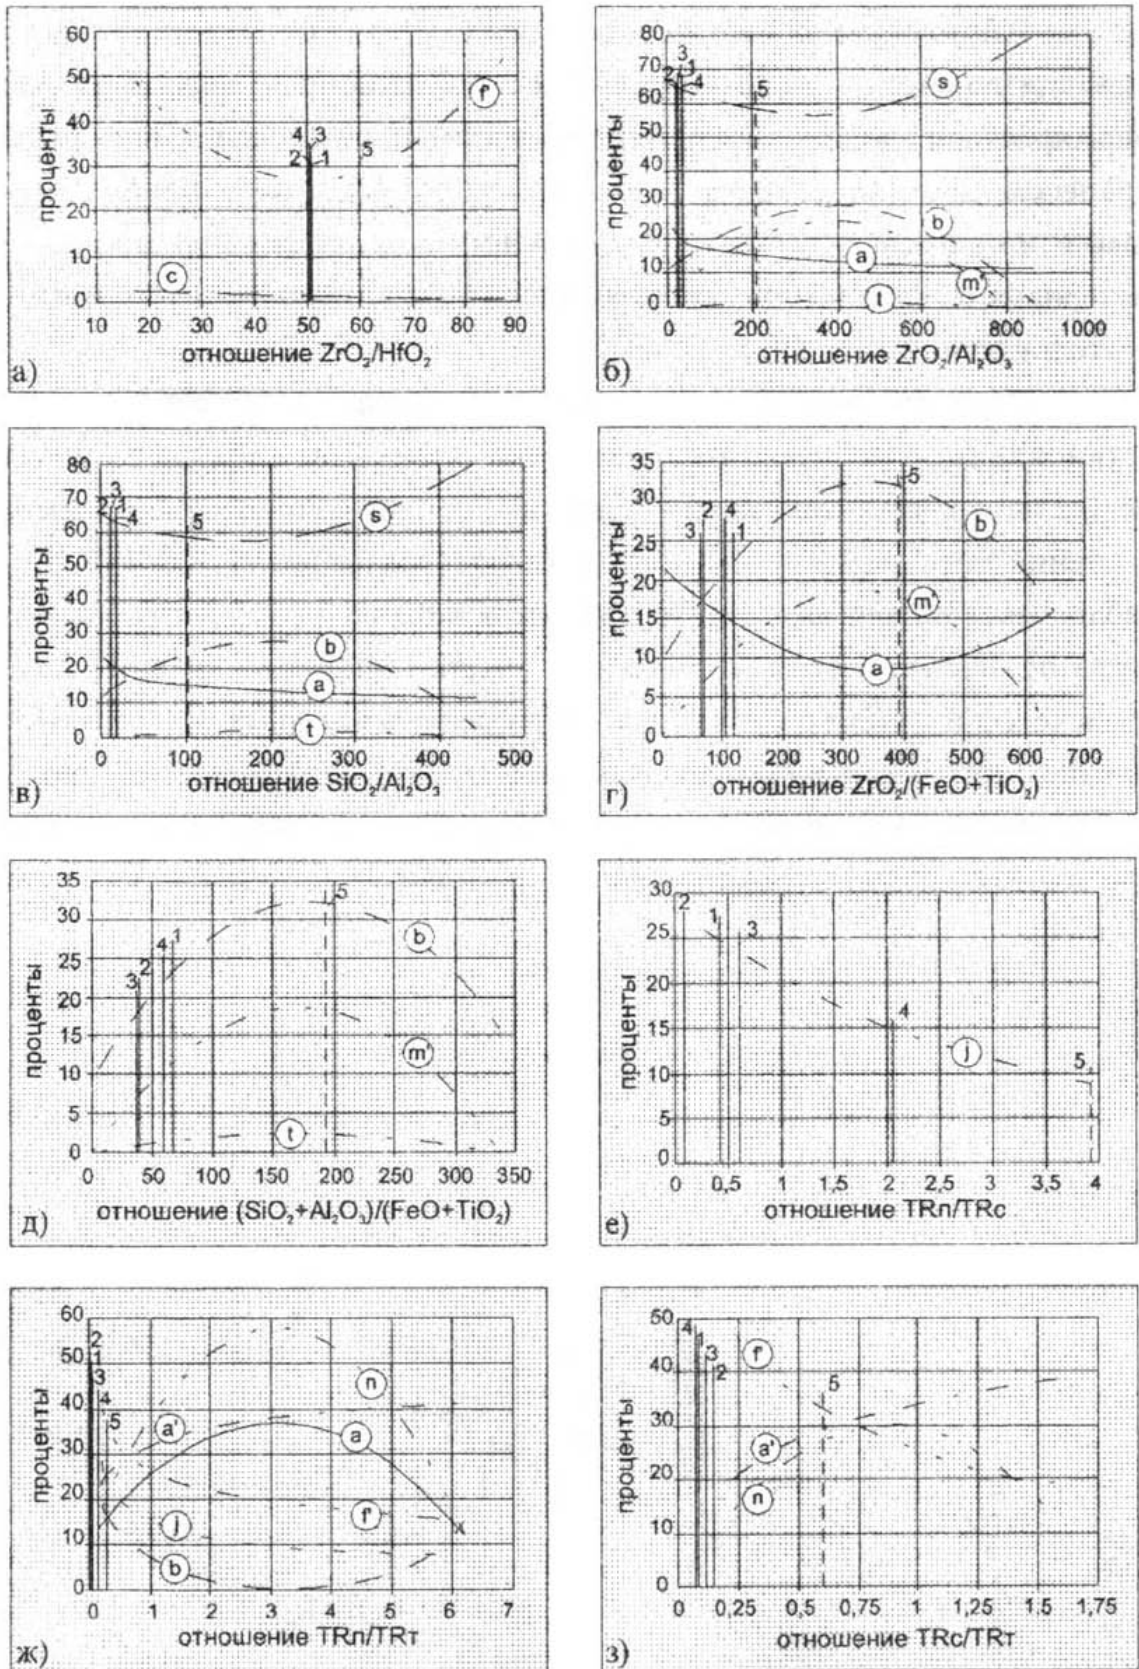 проценты
60
50
40
30
20
10
0
4 3
2 1
5
f'
c
10 20 30 40 50 60 70 80 90
отношение ZrO₂/HfO₂
а)
проценты
80
70
60
50
40
30
20
10
0
3
2 1
4
5
s
b
a
m'
t
0 200 400 600 800 1000
отношение ZrO₂/Al₂O₃
б)
проценты
80
70
60
50
40
30
20
10
0
3
2 1
4
5
s
b
a
t
0 100 200 300 400 500
отношение SiO₂/Al₂O₃
в)
проценты
35
30
25
20
15
10
5
0
2 4
3 1
5
b
m'
a
0 100 200 300 400 500 600 700
отношение ZrO₂/(FeO+TiO₂)
г)
проценты
35
30
25
20
15
10
5
0
4 1
2
3
5
b
m'
t
0 50 100 150 200 250 300 350
отношение (SiO₂+Al₂O₃)/(FeO+TiO₂)
д)
проценты
30
25
20
15
10
5
0
2
1
3
4
5
j
0 0,5 1 1,5 2 2,5 3 3,5 4
отношение TRл/TRс
е)
проценты
60
50
40
30
20
10
0
2
1
3
4
5
n
a'
a
j
f'
b
0 1 2 3 4 5 6 7
отношение TRл/TRт
ж)
проценты
50
40
30
20
10
0
4
1
3
2
f'
5
a'
n
0 0,25 0,5 0,75 1 1,25 1,5 1,75
отношение TRс/TRт
з)